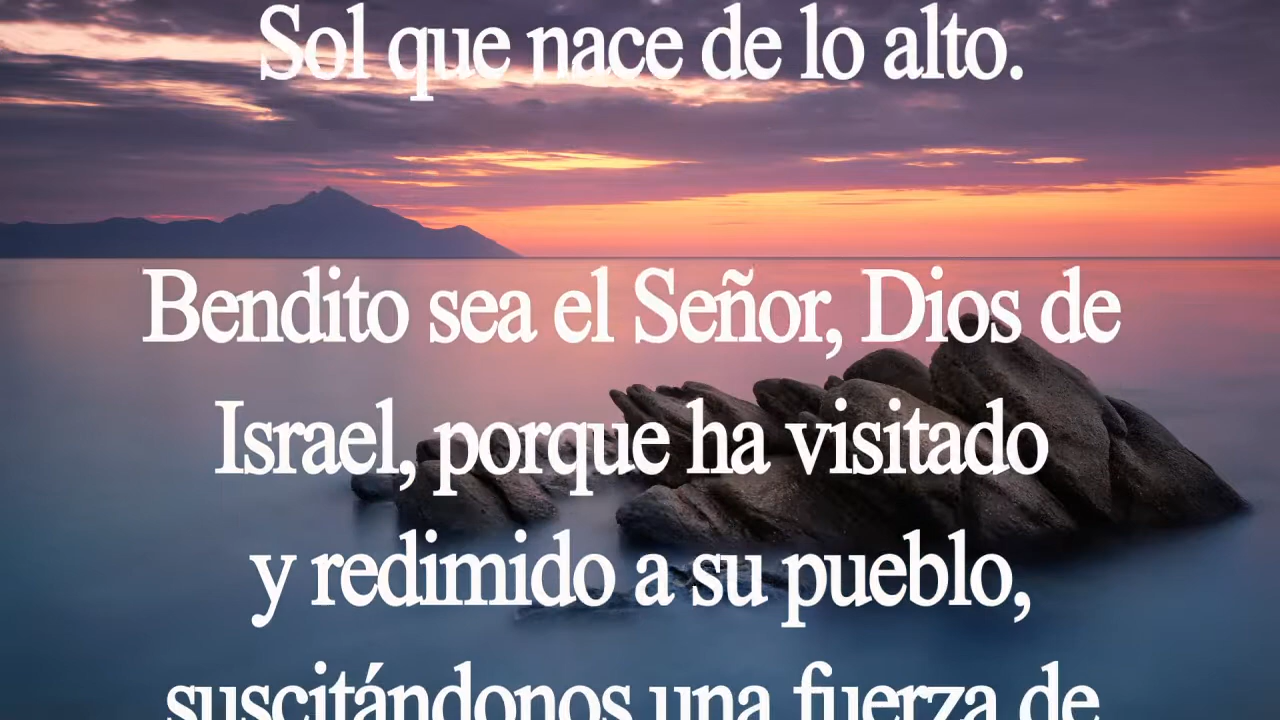 Sol que nace de lo alto.
Bendito sea el Señor, Dios de
Israel, porque ha visitado
y redimido a su pueblo,
suscitándonos una fuerza de